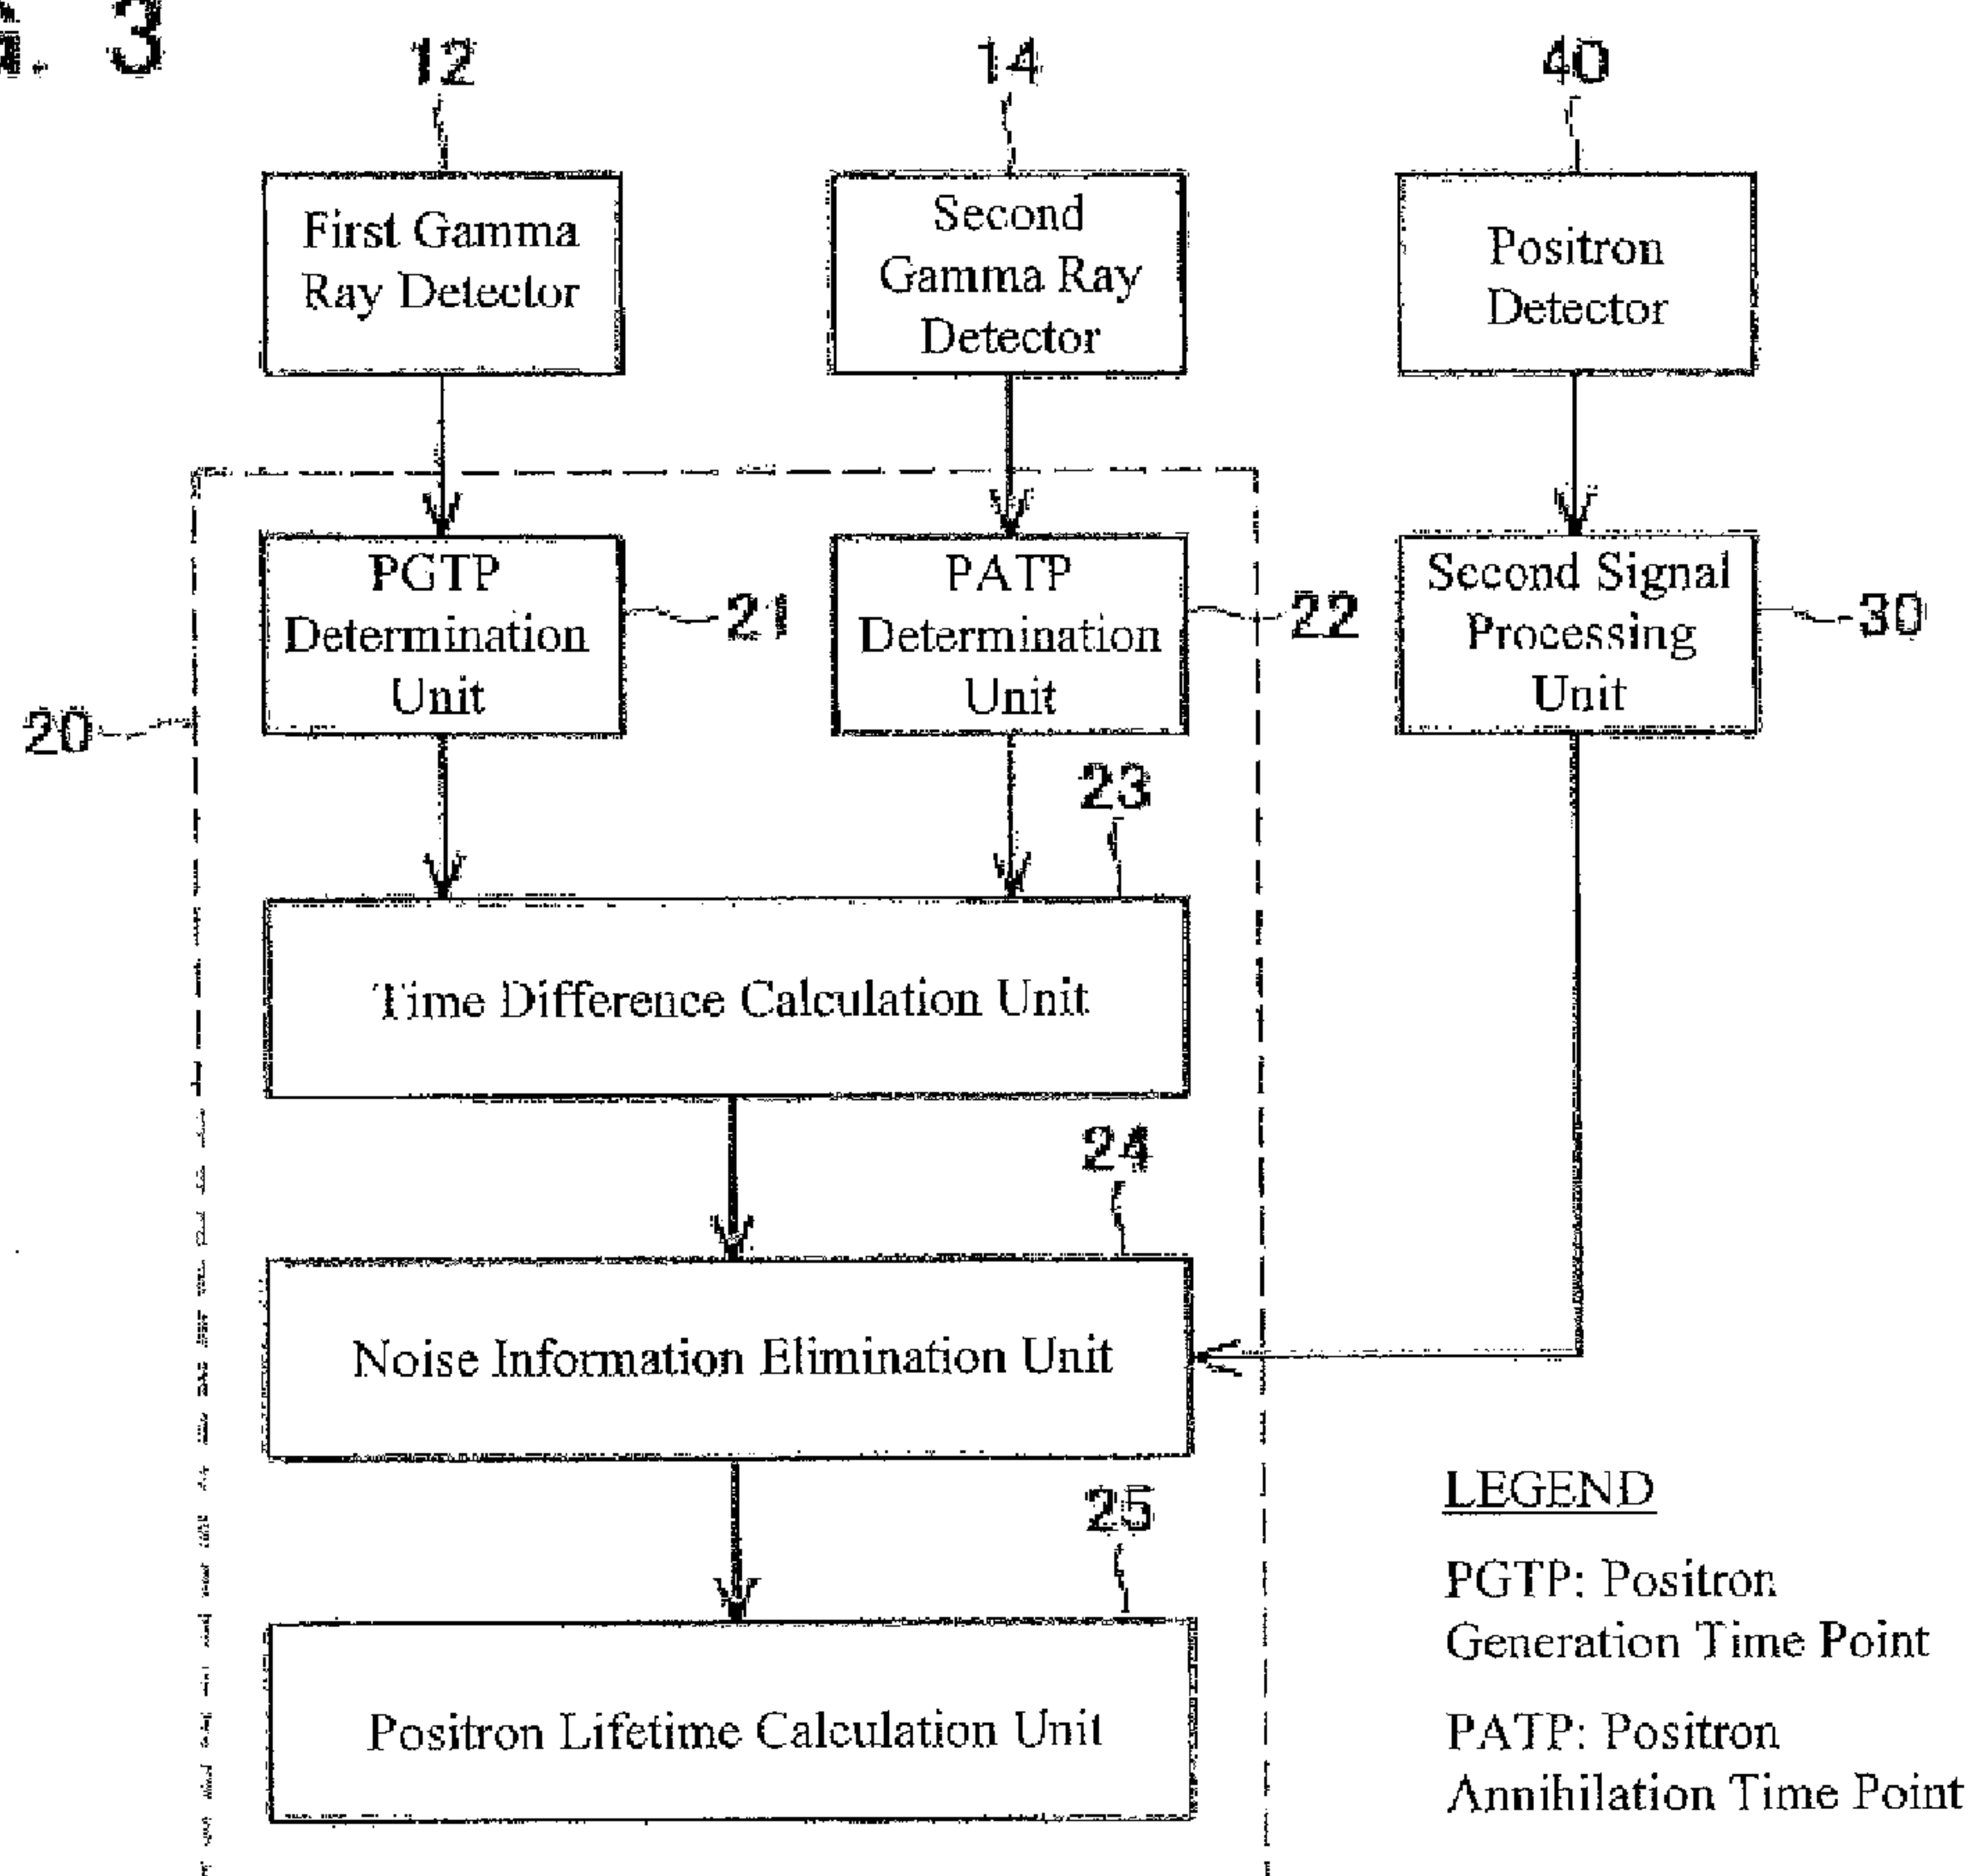 . 3
12
14
40
First Gamma
Ray Detector
Second
Gamma Ray
Detector
Positron
Detector
PGTP
Determination
Unit
21
PATP
Determination
Unit
22
Second Signal
Processing
Unit
30
20
23
Time Difference Calculation Unit
24
Noise Information Elimination Unit
25
Positron Lifetime Calculation Unit
LEGEND
PGTP: Positron
Generation Time Point
PATP: Positron
Annihilation Time Point